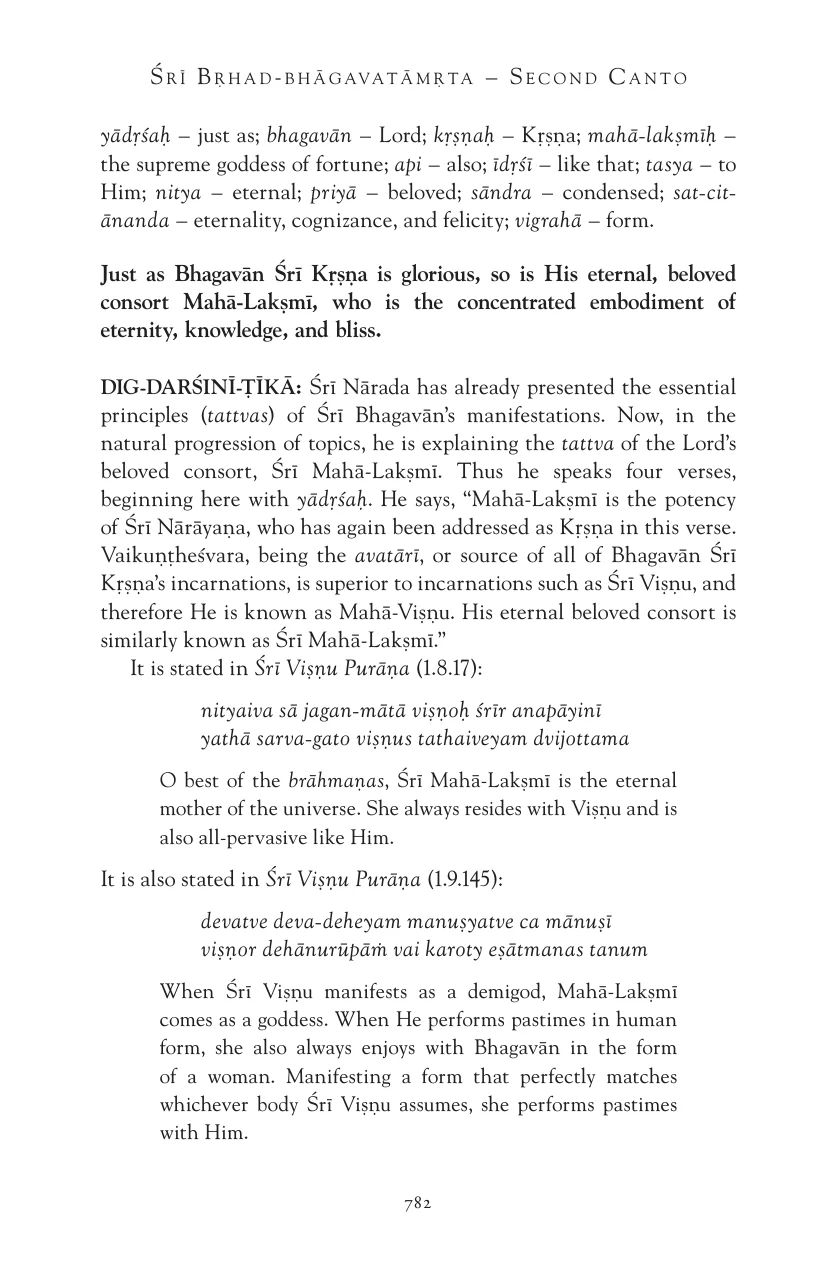 ŚRĪ BṚHAD-BHĀGAVATĀMṚTA – SECOND CANTO
yādṛśaḥ – just as; bhagavān – Lord; kṛṣṇaḥ – Kṛṣṇa; mahā-lakṣmīḥ –
the supreme goddess of fortune; api – also; īdṛśī – like that; tasya – to
Him; nitya – eternal; priyā – beloved; sāndra – condensed; sat-cit-
ānanda – eternality, cognizance, and felicity; vigrahā – form.
Just as Bhagavān Śrī Kṛṣṇa is glorious, so is His eternal, beloved
consort Mahā-Lakṣmī, who is the concentrated embodiment of
eternity, knowledge, and bliss.
DIG-DARŚINĪ-ṬĪKĀ: Śrī Nārada has already presented the essential
principles (tattvas) of Śrī Bhagavān’s manifestations. Now, in the
natural progression of topics, he is explaining the tattva of the Lord’s
beloved consort, Śrī Mahā-Lakṣmī. Thus he speaks four verses,
beginning here with yādṛśaḥ. He says, “Mahā-Lakṣmī is the potency
of Śrī Nārāyaṇa, who has again been addressed as Kṛṣṇa in this verse.
Vaikuṇṭheśvara, being the avatārī, or source of all of Bhagavān Śrī
Kṛṣṇa’s incarnations, is superior to incarnations such as Śrī Viṣṇu, and
therefore He is known as Mahā-Viṣṇu. His eternal beloved consort is
similarly known as Śrī Mahā-Lakṣmī.”
It is stated in Śrī Viṣṇu Purāṇa (1.8.17):
nityaiva sā jagan-mātā viṣṇoḥ śrīr anapāyinī
yathā sarva-gato viṣṇus tathaiveyam dvijottama
O best of the brāhmaṇas, Śrī Mahā-Lakṣmī is the eternal
mother of the universe. She always resides with Viṣṇu and is
also all-pervasive like Him.
It is also stated in Śrī Viṣṇu Purāṇa (1.9.145):
devatve deva-deheyam manuṣyatve ca mānuṣī
viṣṇor dehānurūpāṁ vai karoty eṣātmanas tanum
When Śrī Viṣṇu manifests as a demigod, Mahā-Lakṣmī
comes as a goddess. When He performs pastimes in human
form, she also always enjoys with Bhagavān in the form
of a woman. Manifesting a form that perfectly matches
whichever body Śrī Viṣṇu assumes, she performs pastimes
with Him.
782